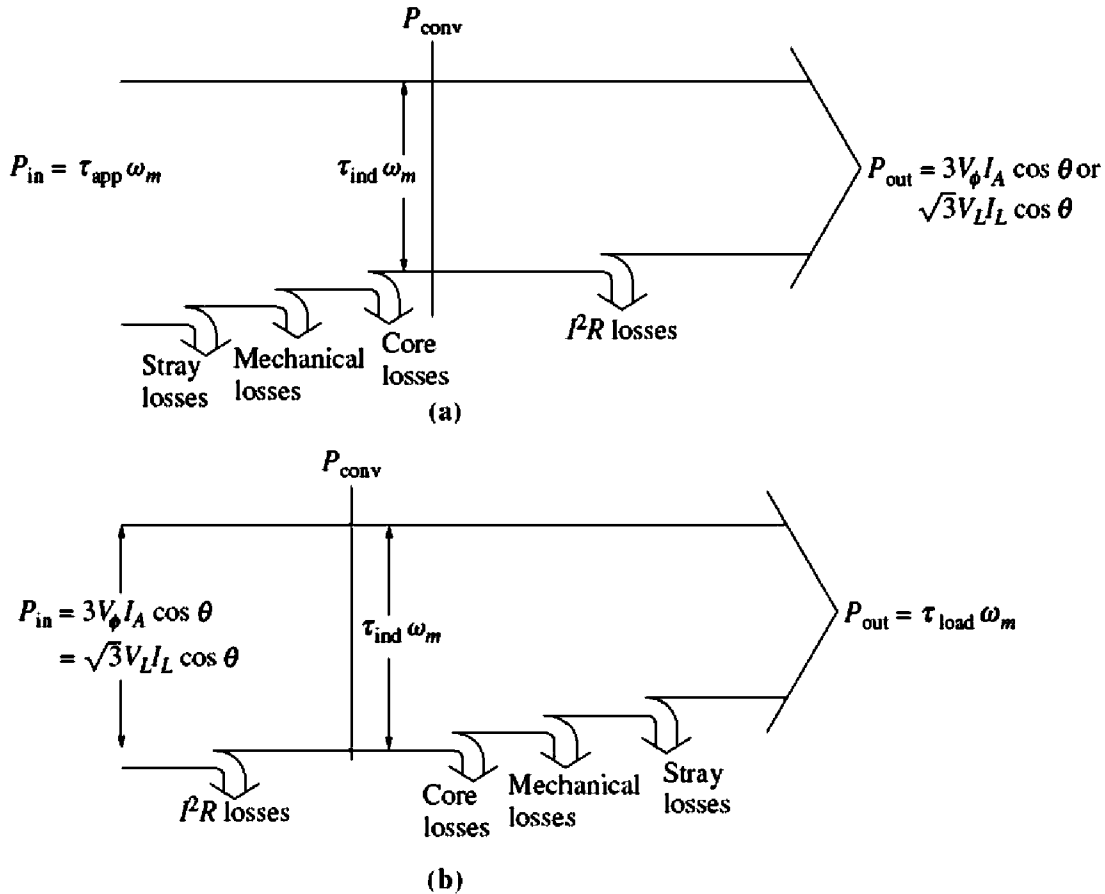 P_conv
P_in = τ_app ω_m
τ_ind ω_m
P_out = 3V_ϕ I_A cos θ or
√3V_L I_L cos θ
Stray
losses
Mechanical
losses
Core
losses
I²R losses
(a)
P_conv
P_in = 3V_ϕ I_A cos θ
= √3V_L I_L cos θ
τ_ind ω_m
P_out = τ_load ω_m
I²R losses
Core
losses
Mechanical
losses
Stray
losses
(b)